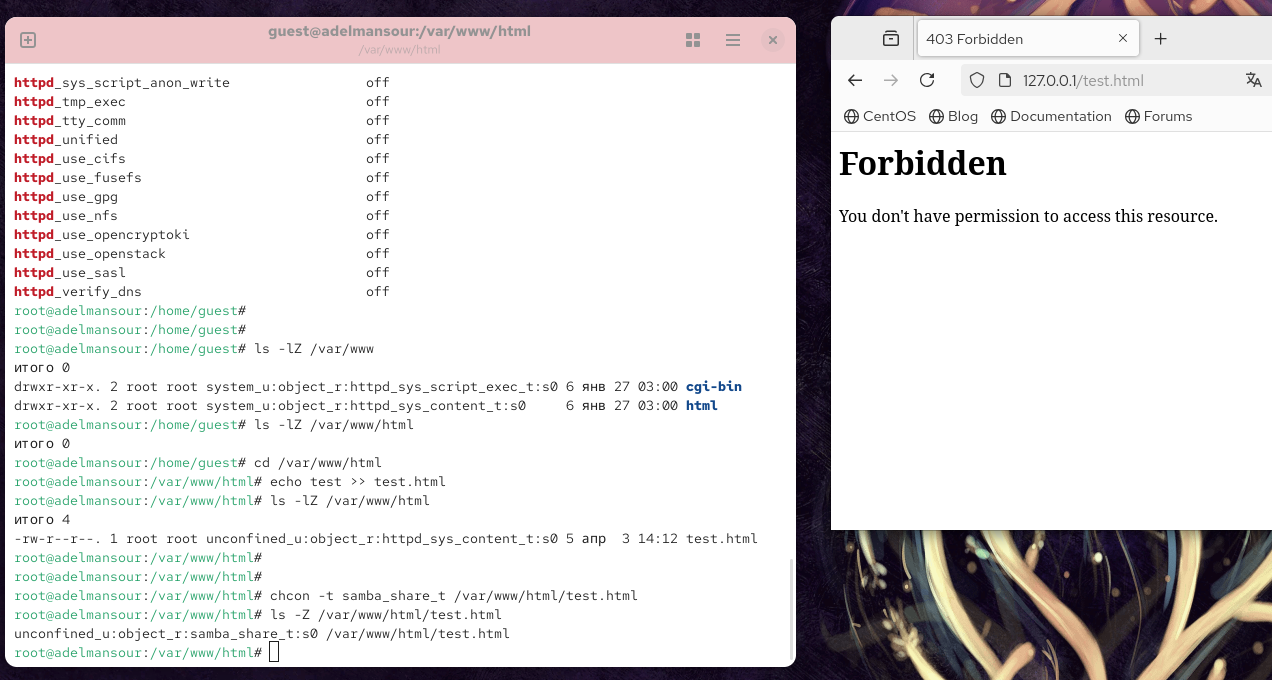 guest@adelmansour:/var/www/html
/var/www/html
httpd_sys_script_anon_write off
httpd_tmp_exec off
httpd_tty_comm off
httpd_unified off
httpd_use_cifs off
httpd_use_fusefs off
httpd_use_gpg off
httpd_use_nfs off
httpd_use_opencryptoki off
httpd_use_openstack off
httpd_use_sasl off
httpd_verify_dns off
root@adelmansour:/home/guest#
root@adelmansour:/home/guest#
root@adelmansour:/home/guest# ls -lZ /var/www
итого 0
drwxr-xr-x. 2 root root system_u:object_r:httpd_sys_script_exec_t:s0 6 янв 27 03:00 cgi-bin
drwxr-xr-x. 2 root root system_u:object_r:httpd_sys_content_t:s0 6 янв 27 03:00 html
root@adelmansour:/home/guest# ls -lZ /var/www/html
итого 0
root@adelmansour:/home/guest# cd /var/www/html
root@adelmansour:/var/www/html# echo test >> test.html
root@adelmansour:/var/www/html# ls -lZ /var/www/html
итого 4
-rw-r--r--. 1 root root unconfined_u:object_r:httpd_sys_content_t:s0 5 апр 3 14:12 test.html
root@adelmansour:/var/www/html#
root@adelmansour:/var/www/html#
root@adelmansour:/var/www/html# chcon -t samba_share_t /var/www/html/test.html
root@adelmansour:/var/www/html# ls -Z /var/www/html/test.html
unconfined_u:object_r:samba_share_t:s0 /var/www/html/test.html
root@adelmansour:/var/www/html#
403 Forbidden
127.0.0.1/test.html
CentOS Blog Documentation Forums
Forbidden
You don't have permission to access this resource.